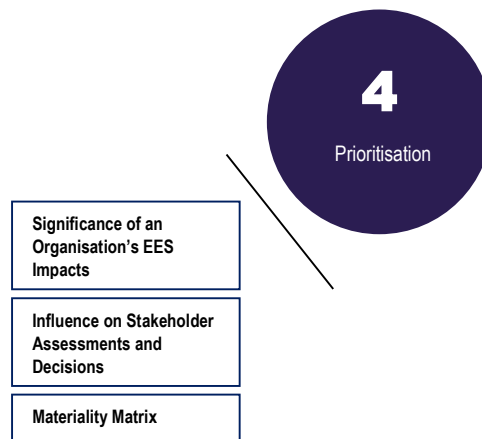 4
Prioritisation
Significance of an
Organisation’s EES
Impacts
Influence on Stakeholder
Assessments and
Decisions
Materiality Matrix